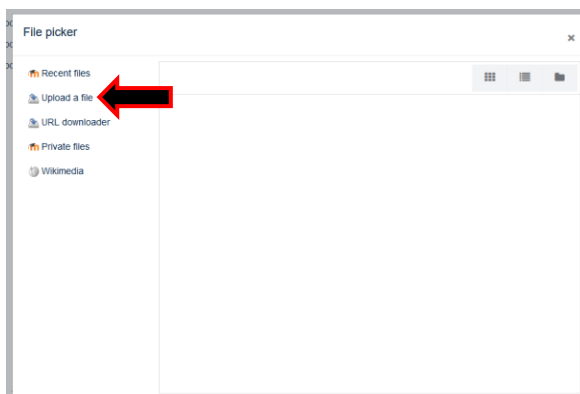 File picker
Recent files
Upload a file
URL downloader
Private files
Wikimedia